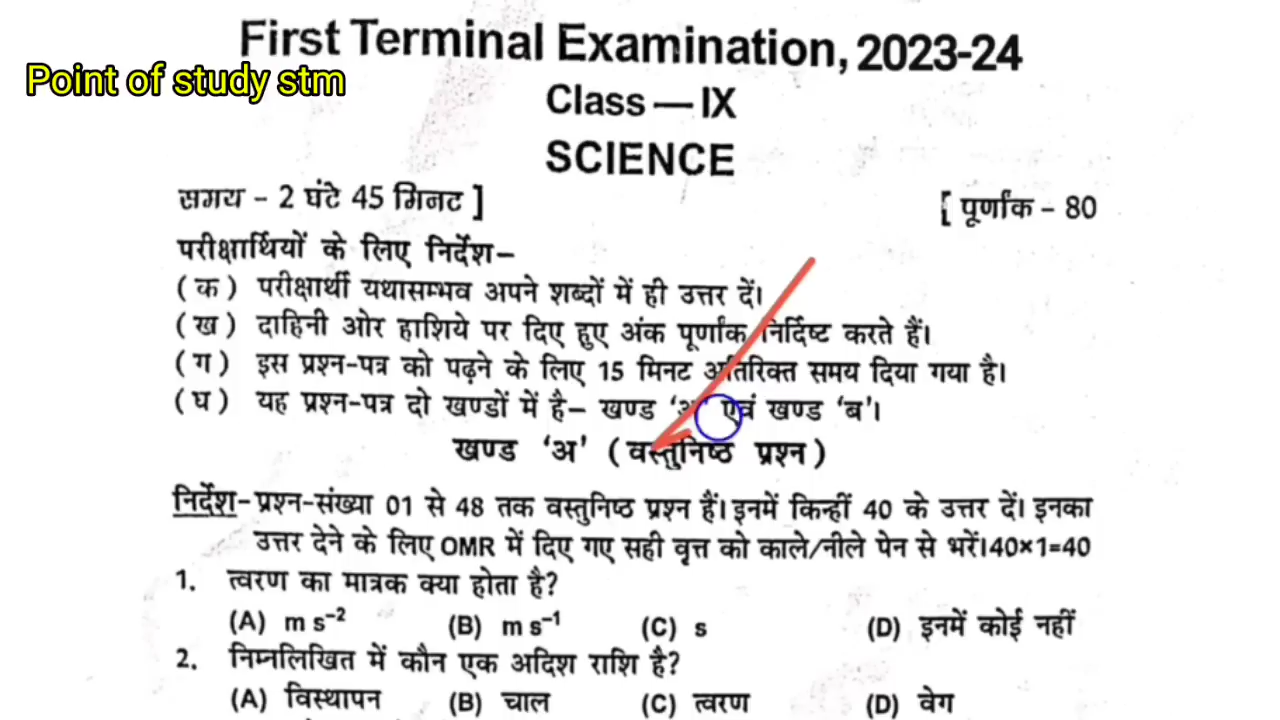 First Terminal Examination, 2023-24
Point of study stm
Class — IX
SCIENCE
समय - 2 घंटे 45 मिनट ] [ पूर्णांक - 80
परीक्षार्थियों के लिए निर्देश-
( क ) परीक्षार्थी यथासम्भव अपने शब्दों में ही उत्तर दें।
( ख ) दाहिनी ओर हाशिये पर दिए हुए अंक पूर्णांक निर्दिष्ट करते हैं।
( ग ) इस प्रश्न-पत्र को पढ़ने के लिए 15 मिनट अतिरिक्त समय दिया गया है।
( घ ) यह प्रश्न-पत्र दो खण्डों में है- खण्ड 'अ' एवं खण्ड 'ब'।
खण्ड 'अ' ( वस्तुनिष्ठ प्रश्न )
निर्देश-प्रश्न-संख्या 01 से 48 तक वस्तुनिष्ठ प्रश्न हैं। इनमें किन्हीं 40 के उत्तर दें। इनका
उत्तर देने के लिए OMR में दिए गए सही वृत्त को काले/नीले पेन से भरें।40×1=40
1. त्वरण का मात्रक क्या होता है?
(A) m s⁻² (B) m s⁻¹ (C) s (D) इनमें कोई नहीं
2. निम्नलिखित में कौन एक अदिश राशि है?
(A) विस्थापन (B) चाल (C) त्वरण (D) वेग